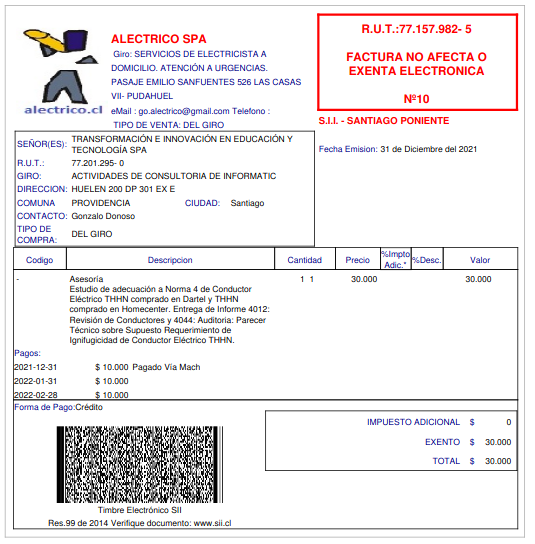 alectrico.cl
ALECTRICO SPA
Giro: SERVICIOS DE ELECTRICISTA A
DOMICILIO. ATENCIÓN A URGENCIAS.
PASAJE EMILIO SANFUENTES 526 LAS CASAS
VII- PUDAHUEL
eMail : go.alectrico@gmail.com Telefono :
TIPO DE VENTA: DEL GIRO
R.U.T.:77.157.982- 5
FACTURA NO AFECTA O
EXENTA ELECTRONICA
Nº10
S.I.I. - SANTIAGO PONIENTE
Fecha Emision: 31 de Diciembre del 2021
SEÑOR(ES): TRANSFORMACIÓN E INNOVACIÓN EN EDUCACIÓN Y
TECNOLOGÍA SPA
R.U.T.: 77.201.295- 0
GIRO: ACTIVIDADES DE CONSULTORIA DE INFORMATIC
DIRECCION: HUELEN 200 DP 301 EX E
COMUNA PROVIDENCIA CIUDAD: Santiago
CONTACTO: Gonzalo Donoso
TIPO DE
COMPRA: DEL GIRO
Codigo Descripcion Cantidad Precio %Impto Adic.* %Desc. Valor
- Asesoría 1 1 30.000 30.000
Estudio de adecuación a Norma 4 de Conductor
Eléctrico THHN comprado en Dartel y THHN
comprado en Homecenter. Entrega de Informe 4012:
Revisión de Conductores y 4044: Auditoria: Parecer
Técnico sobre Supuesto Requerimiento de
Ignifugicidad de Conductor Eléctrico THHN.
Pagos:
2021-12-31 $ 10.000 Pagado Vía Mach
2022-01-31 $ 10.000
2022-02-28 $ 10.000
Forma de Pago:Crédito
IMPUESTO ADICIONAL $ 0
EXENTO $ 30.000
TOTAL $ 30.000
Timbre Electrónico SII
Res.99 de 2014 Verifique documento: www.sii.cl